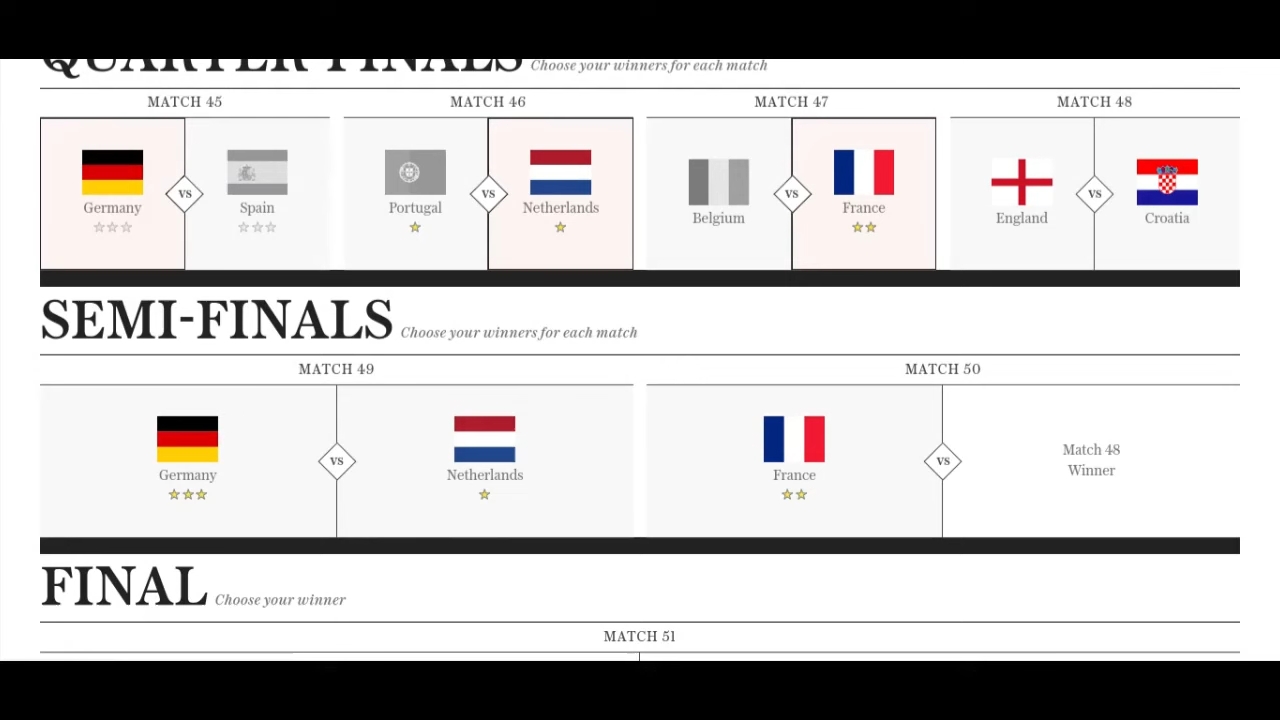 QUARTER-FINALS Choose your winners for each match
MATCH 45 MATCH 46 MATCH 47 MATCH 48
Germany VS Spain Portugal VS Netherlands Belgium VS France England VS Croatia
SEMI-FINALS Choose your winners for each match
MATCH 49 MATCH 50
Germany VS Netherlands France VS Match 48
Winner
FINAL Choose your winner
MATCH 51